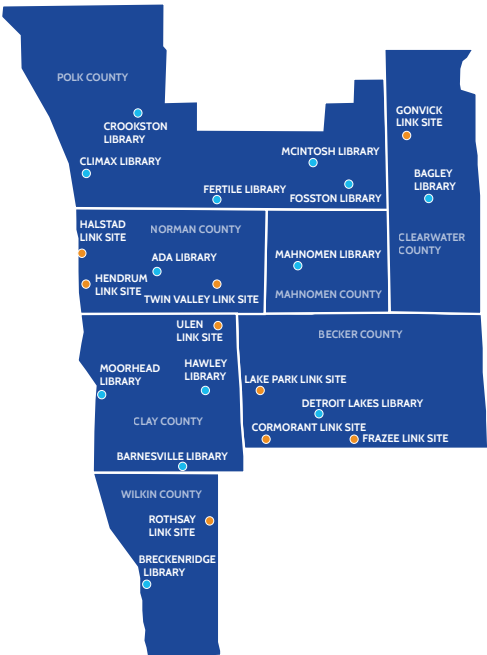 POLK COUNTY
CROOKSTON
LIBRARY
CLIMAX LIBRARY
MCINTOSH LIBRARY
FERTILE LIBRARY
FOSSTON LIBRARY
GONVICK
LINK SITE
BAGLEY
LIBRARY
CLEARWATER
COUNTY
HALSTAD
LINK SITE
NORMAN COUNTY
ADA LIBRARY
HENDRUM
LINK SITE
TWIN VALLEY LINK SITE
MAHNOMEN LIBRARY
MAHNOMEN COUNTY
ULEN
LINK SITE
MOORHEAD
LIBRARY
HAWLEY
LIBRARY
CLAY COUNTY
BARNESVILLE LIBRARY
BECKER COUNTY
LAKE PARK LINK SITE
DETROIT LAKES LIBRARY
CORMORANT LINK SITE
FRAZEE LINK SITE
WILKIN COUNTY
ROTHSAY
LINK SITE
BRECKENRIDGE
LIBRARY